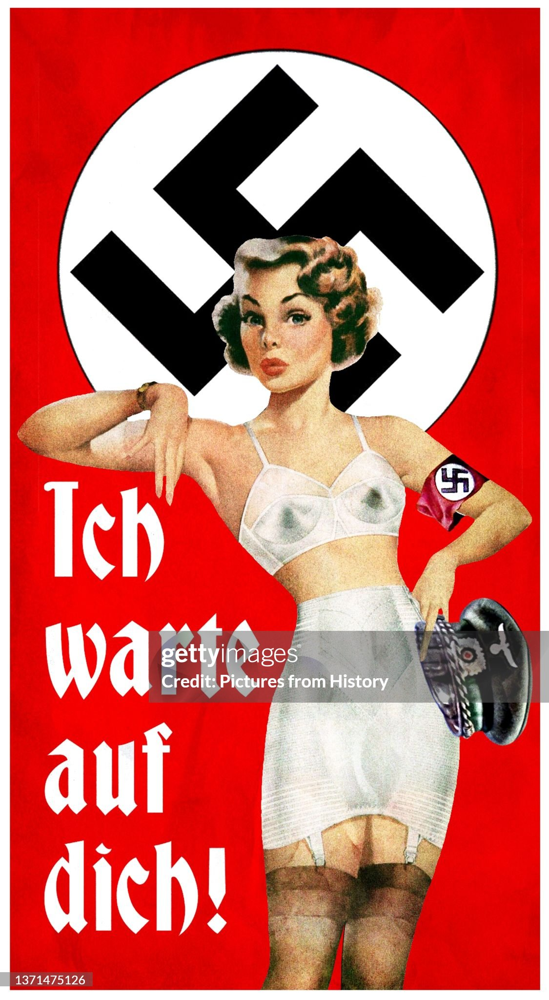 Ich
warte
auf
dich!
gettyimages®
Credit: Pictures from History
1371475126